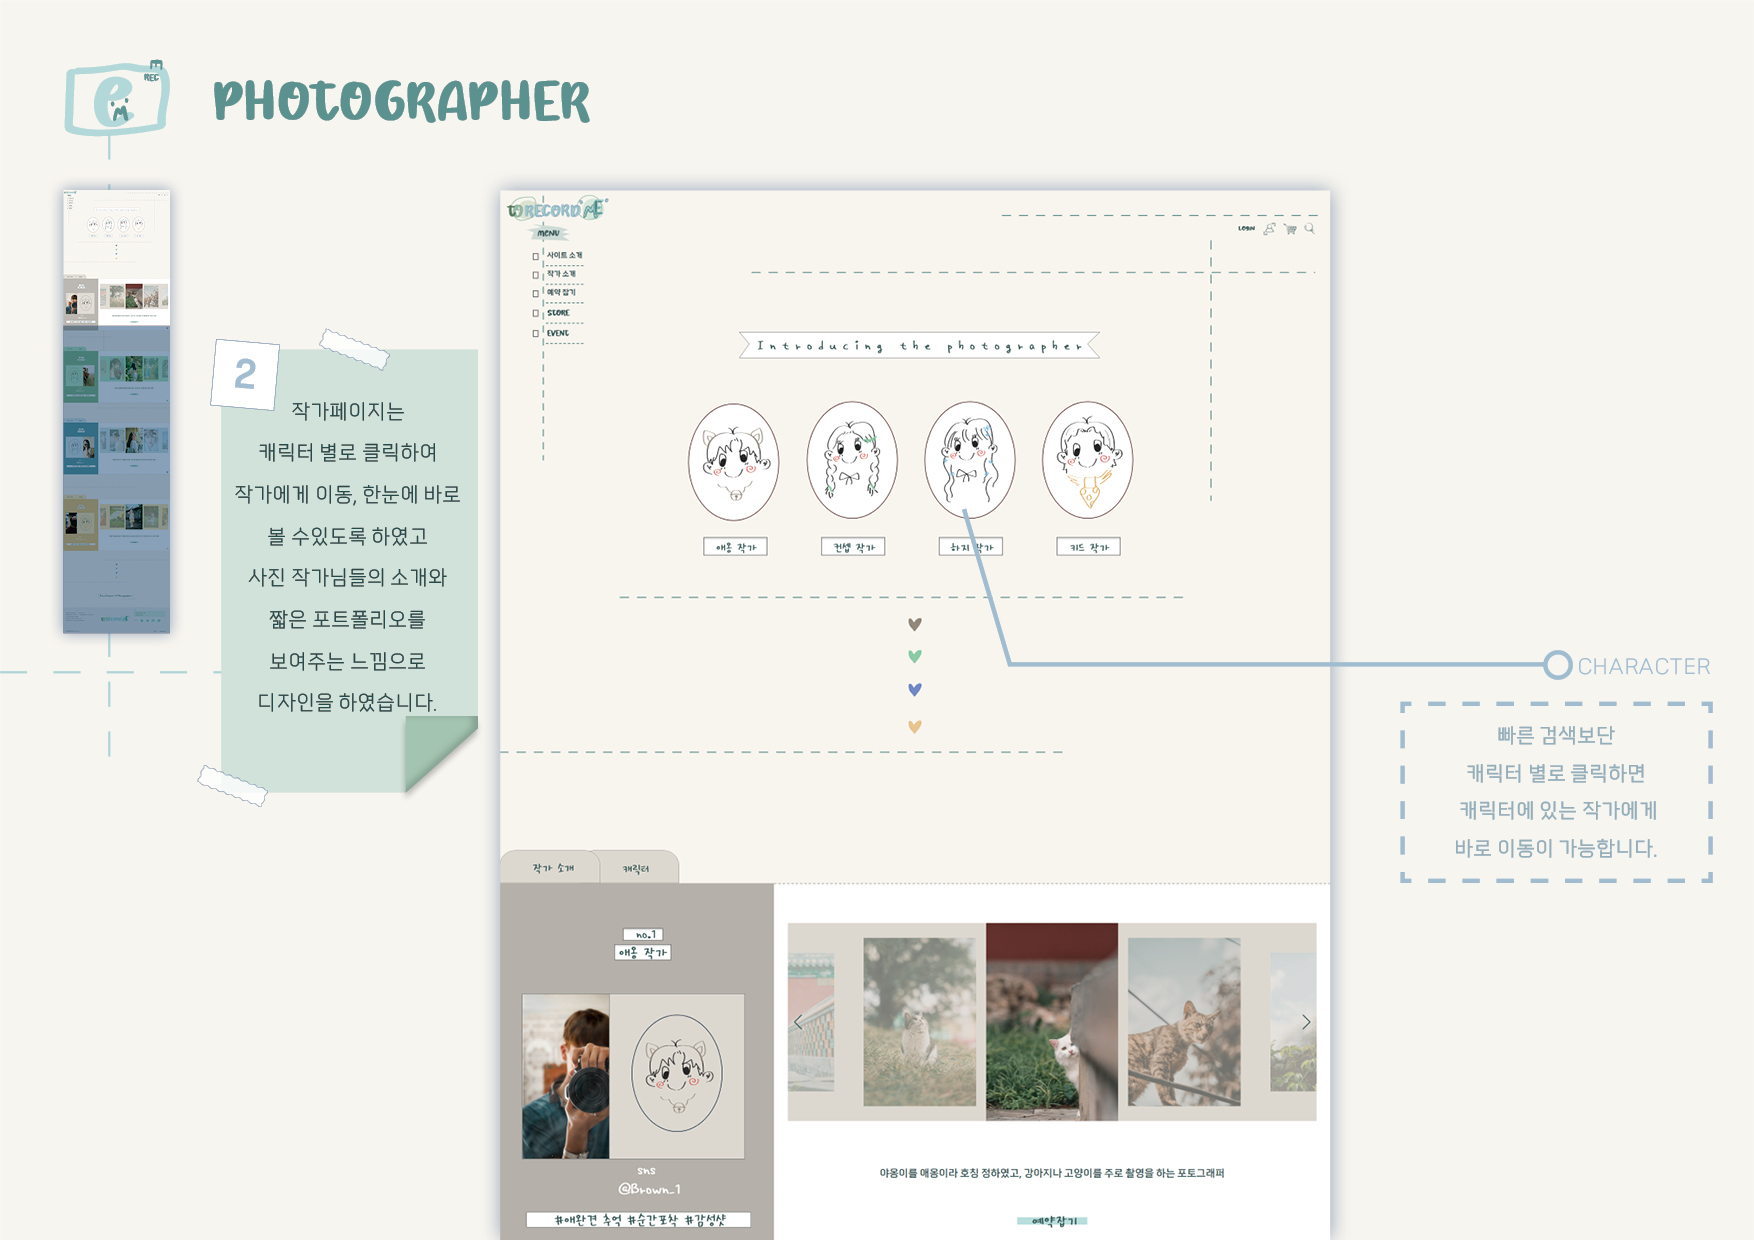 REC
e
M
PHOTOGRAPHER
2
작가페이지는
캐릭터 별로 클릭하여
작가에게 이동, 한눈에 바로
볼 수있도록 하였고
사진 작가님들의 소개와
짧은 포트폴리오를
보여주는 느낌으로
디자인을 하였습니다.
RECORD'ME'
MENU
사이트 소개
작가 소개
예약 잡기
STORE
EVENT
LOGIN
Introducing the photographer
애옹 작가
컨셉 작가
하지 작가
키드 작가
CHARACTER
빠른 검색보단
캐릭터 별로 클릭하면
캐릭터에 있는 작가에게
바로 이동이 가능합니다.
작가 소개
캐릭터
no.1
애옹 작가
sns
@Brown_1
#애완견 추억 #순간포착 #감성샷
야옹이를 애옹이라 호칭 정하였고, 강아지나 고양이를 주로 촬영을 하는 포토그래퍼
예약잡기